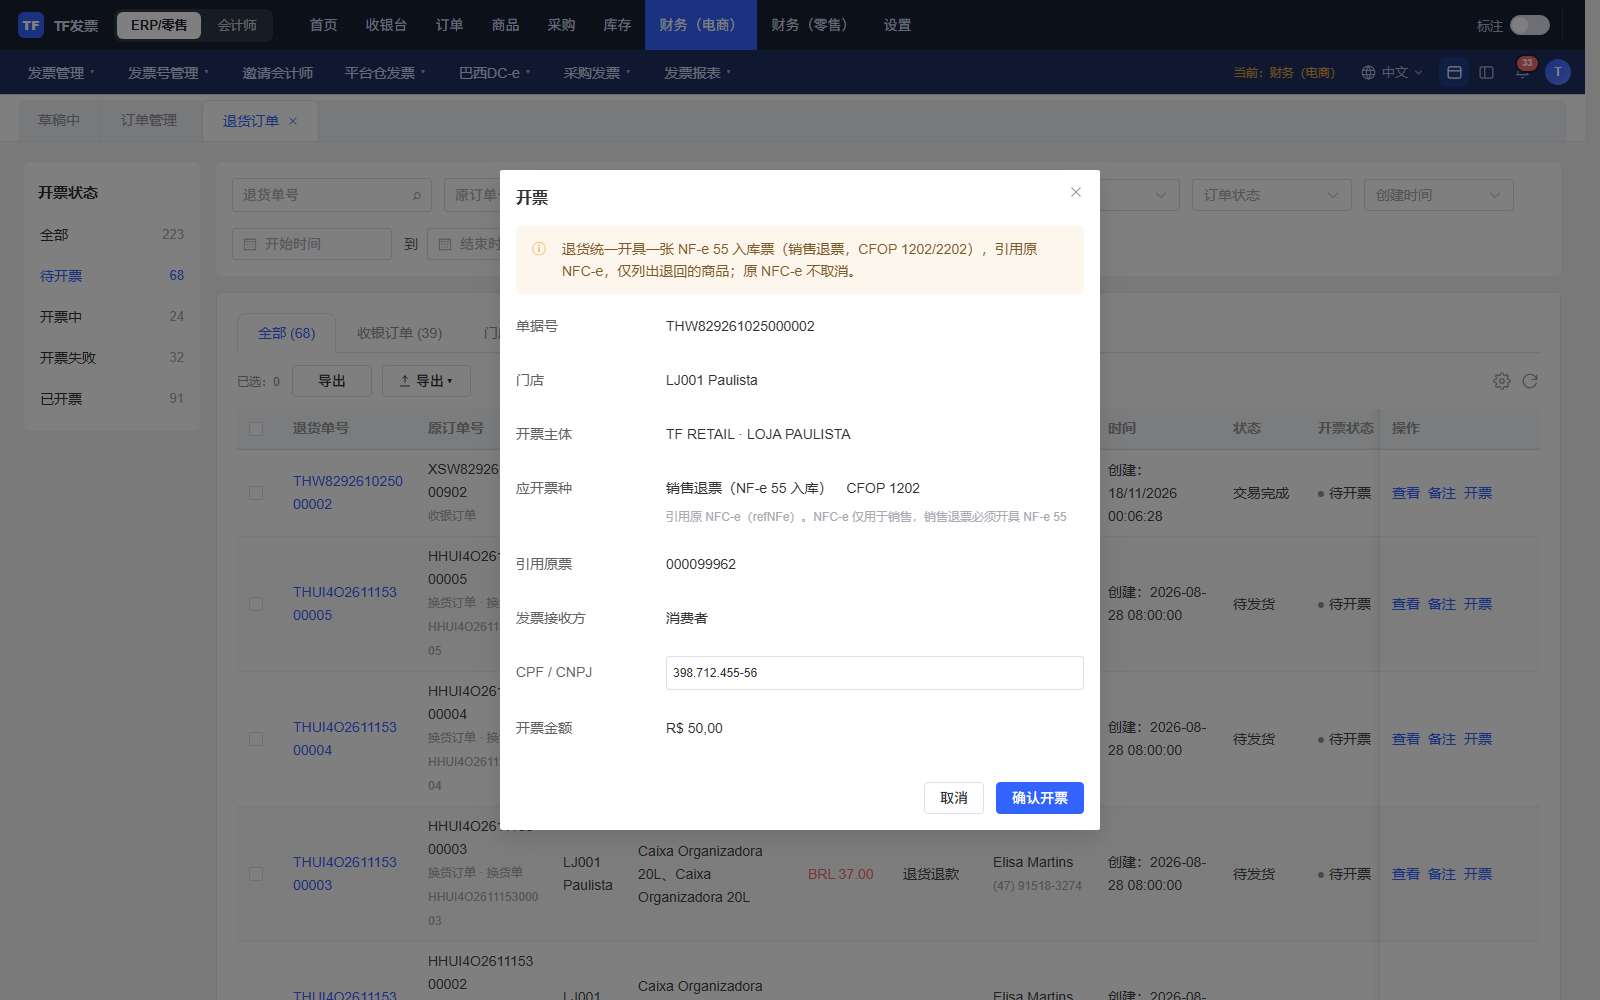 TF TF发票 ERP/零售 会计师 首页 收银台 订单 商品 采购 库存 财务（电商） 财务（零售） 设置 标注
发票管理 发票号管理 邀请会计师 平台仓发票 巴西DC-e 采购发票 发票报表 当前：财务（电商） 中文 33 T
草稿中 订单管理 退货订单
开票状态
全部 223
待开票 68
开票中 24
开票失败 32
已开票 91
退货单号 原订单 订单状态 创建时间
开始时间 到 结束时
全部 (68) 收银订单 (39)
已选：0 导出 导出
退货单号 原订单号 时间 状态 开票状态 操作
THW8292610250
00002
XSW82926
00902
收银订单
创建：
18/11/2026
00:06:28
交易完成 待开票 查看 备注 开票
THUI4O2611153
00005
HHUI4O261
00005
换货订单 · 换
HHUI4O2611
05
创建：2026-08-
28 08:00:00
待发货 待开票 查看 备注 开票
THUI4O2611153
00004
HHUI4O261
00004
换货订单 · 换
HHUI4O2611
04
创建：2026-08-
28 08:00:00
待发货 待开票 查看 备注 开票
THUI4O2611153
00003
HHUI4O2611153
00003
换货订单 · 换货单
HHUI4O2611153000
03
LJ001
Paulista
Caixa Organizadora
20L、Caixa
Organizadora 20L
BRL 37.00
退货退款
Elisa Martins
(47) 91518-3274
创建：2026-08-
28 08:00:00
待发货 待开票 查看 备注 开票
THUI4O2611153
HHUI4O2611153
00002
LJ001
Caixa Organizadora
Elisa Martins
创建：2026-08-
开票
退货统一开具一张 NF-e 55 入库票（销售退票，CFOP 1202/2202），引用原
NFC-e，仅列出退回的商品；原 NFC-e 不取消。
单据号 THW829261025000002
门店 LJ001 Paulista
开票主体 TF RETAIL · LOJA PAULISTA
应开票种 销售退票（NF-e 55 入库） CFOP 1202
引用原 NFC-e（refNFe）。NFC-e 仅用于销售，销售退票必须开具 NF-e 55
引用原票 000099962
发票接收方 消费者
CPF / CNPJ 398.712.455-56
开票金额 R$ 50,00
取消 确认开票